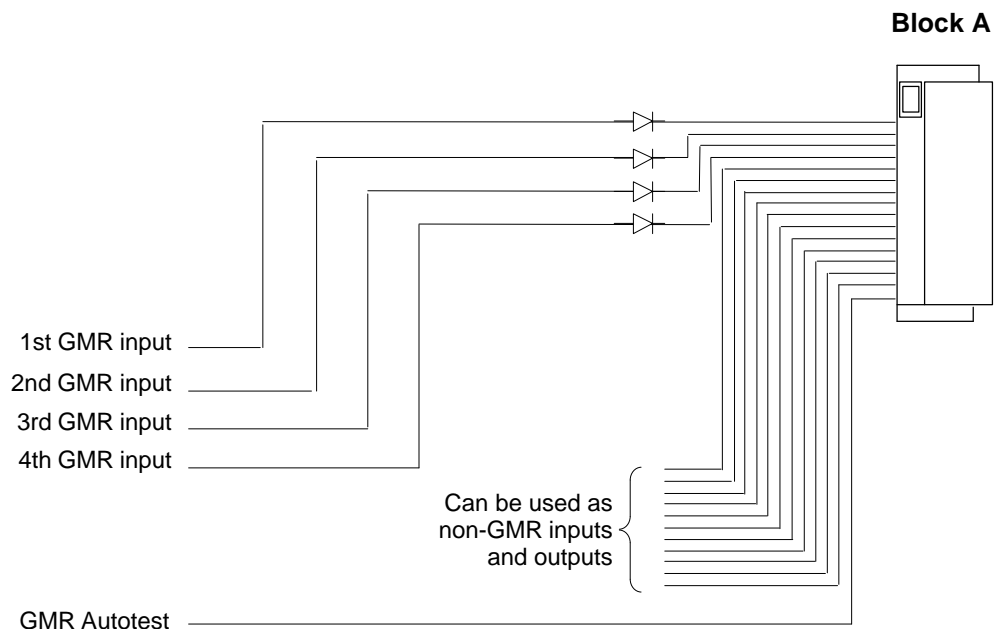 Block A
1st GMR input
2nd GMR input
3rd GMR input
4th GMR input
Can be used as
non-GMR inputs
and outputs
GMR Autotest